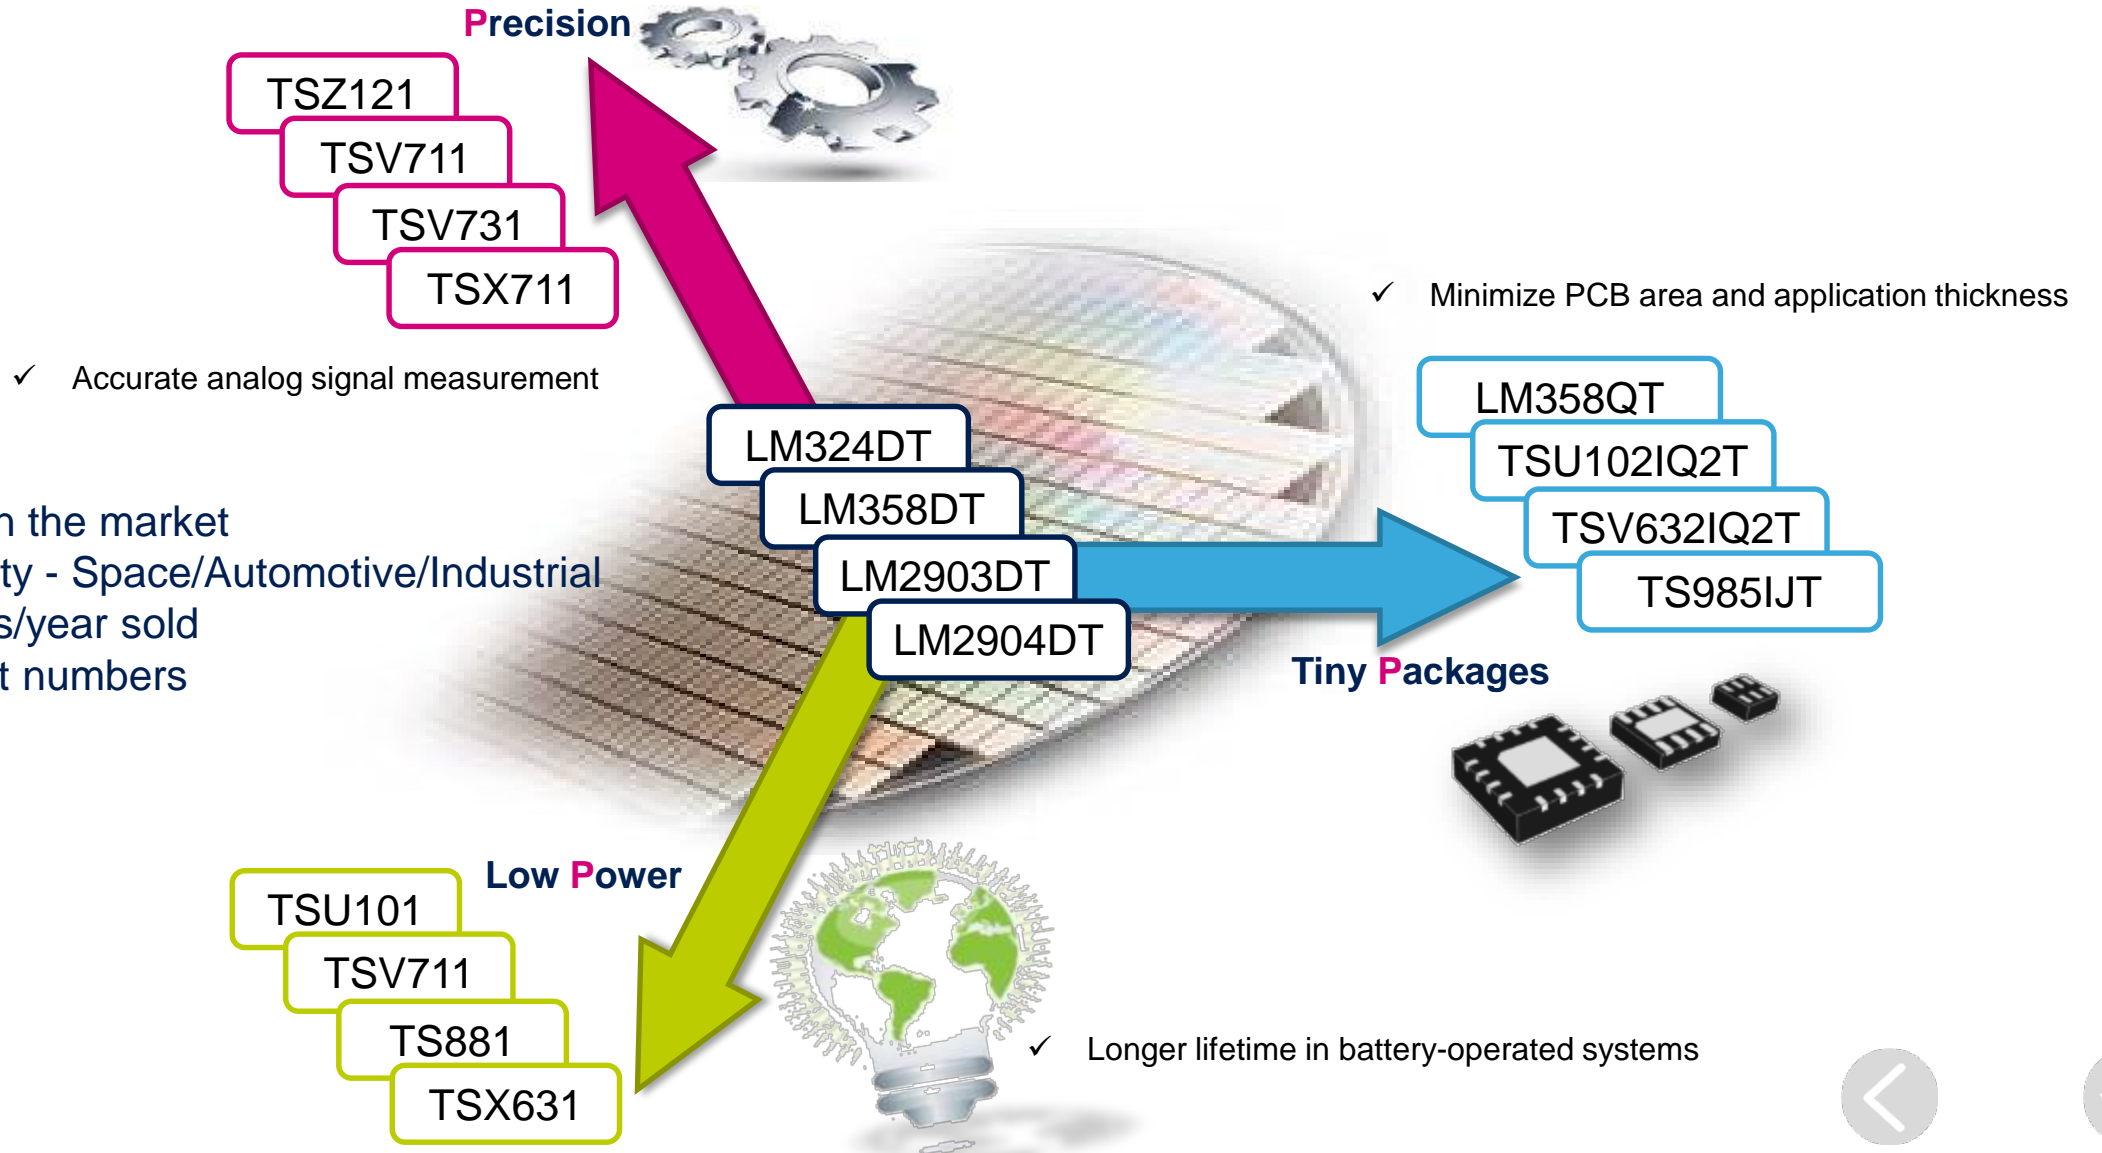 Precision
TSZ121
TSV711
TSV731
TSX711
✓ Accurate analog signal measurement
✓ Minimize PCB area and application thickness
LM358QT
TSU102IQ2T
TSV632IQ2T
TS985IJT
Tiny Packages
LM324DT
LM358DT
LM2903DT
LM2904DT
the market
- Space/Automotive/Industrial
/year sold
numbers
Low Power
TSU101
TSV711
TS881
TSX631
✓ Longer lifetime in battery-operated systems